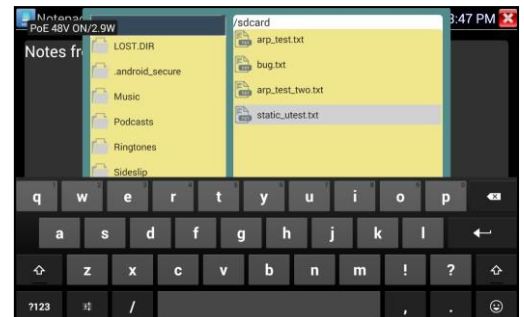 Notepad
3:47 PM
PoE 48V ON/2.9W
Notes fr
/sdcard
LOST.DIR
.android_secure
Music
Podcasts
Ringtones
Sideslip
arp_test.txt
bug.txt
arp_test_two.txt
static_utest.txt
q w e r t y u i o p
a s d f g h j k l
z x c v b n m ! ?
?123 / , .